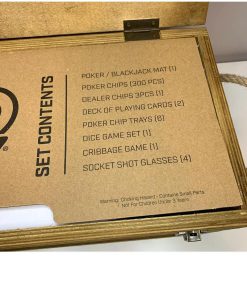 SET CONTENTS
POKER / BLACKJACK MAT [1]
POKER CHIPS [300 PCS]
DEALER CHIPS 3PCS [1]
DECK OF PLAYING CARDS [2]
POKER CHIP TRAYS [6]
DICE GAME SET [1]
CRIBBAGE GAME [1]
SOCKET SHOT GLASSES [4]
Warning: Choking Hazard - Contains Small Parts
Not For Children Under 3 Years